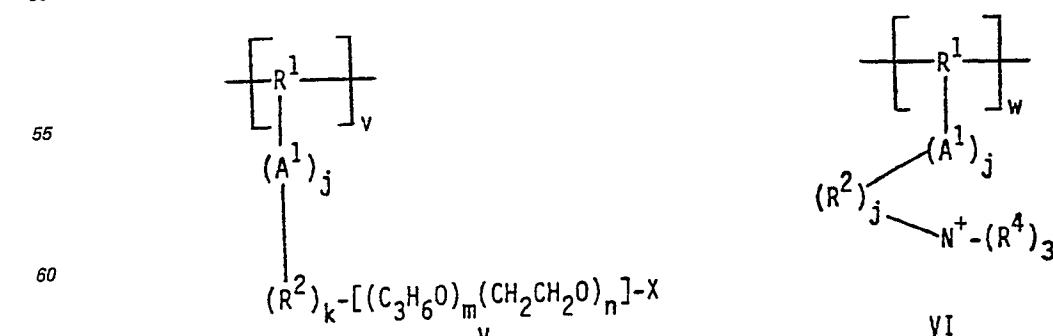 R¹
R¹
v
w
55
(A¹)ⱼ
(A¹)ⱼ
(R²)ⱼ
N⁺-(R⁴)₃
60
(R²)ₖ-[(C₃H₆O)ₘ(CH₂CH₂O)ₙ]-X
V
VI